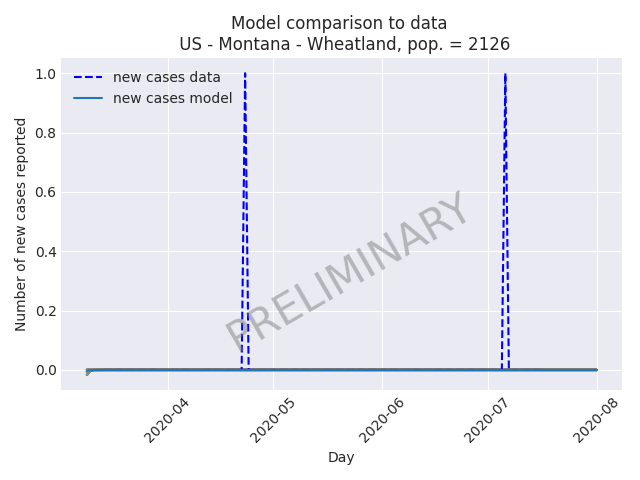 Model comparison to data
US - Montana - Wheatland, pop. = 2126
new cases data
new cases model
Number of new cases reported
1.0
0.8
0.6
0.4
0.2
0.0
PRELIMINARY
2020-04
2020-05
2020-06
2020-07
2020-08
Day